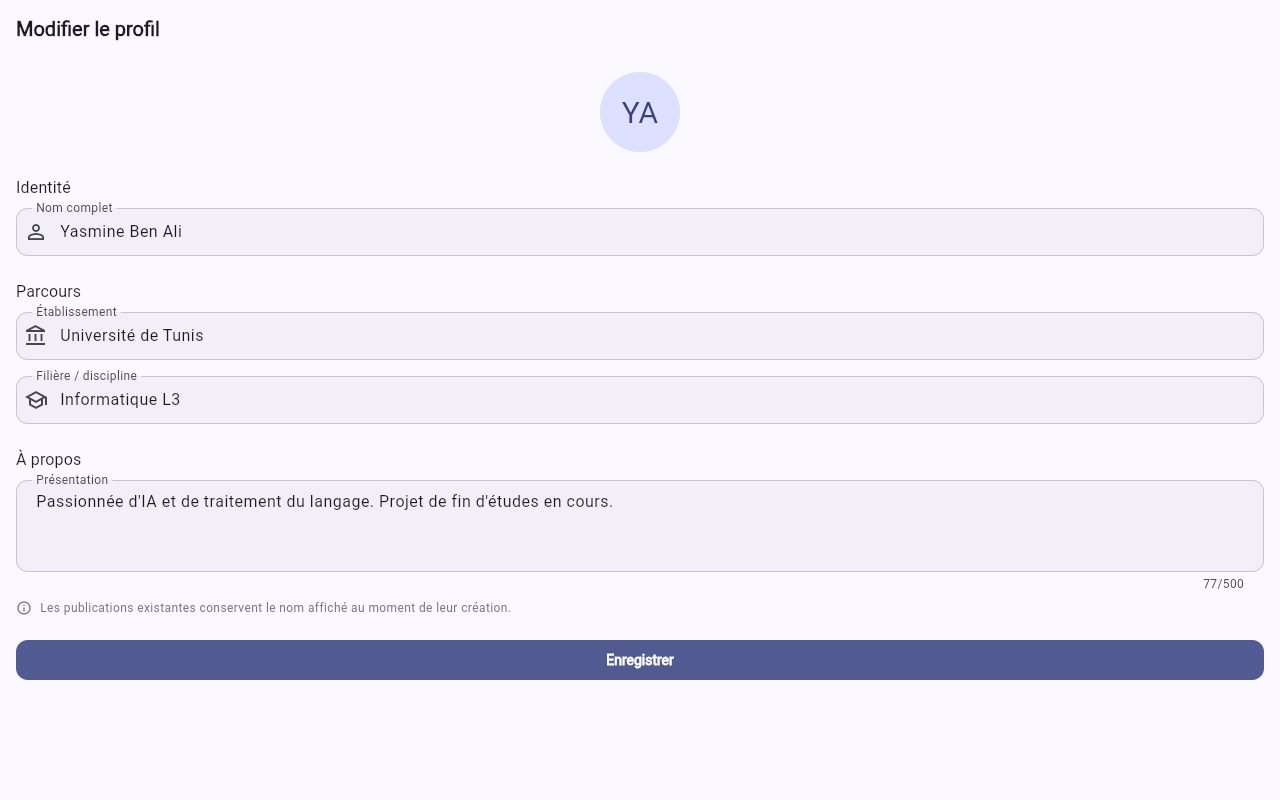 Modifier le profil
YA
Identité
Nom complet
Yasmine Ben Ali
Parcours
Établissement
Université de Tunis
Filière / discipline
Informatique L3
À propos
Présentation
Passionnée d'IA et de traitement du langage. Projet de fin d'études en cours.
77/500
Les publications existantes conservent le nom affiché au moment de leur création.
Enregistrer